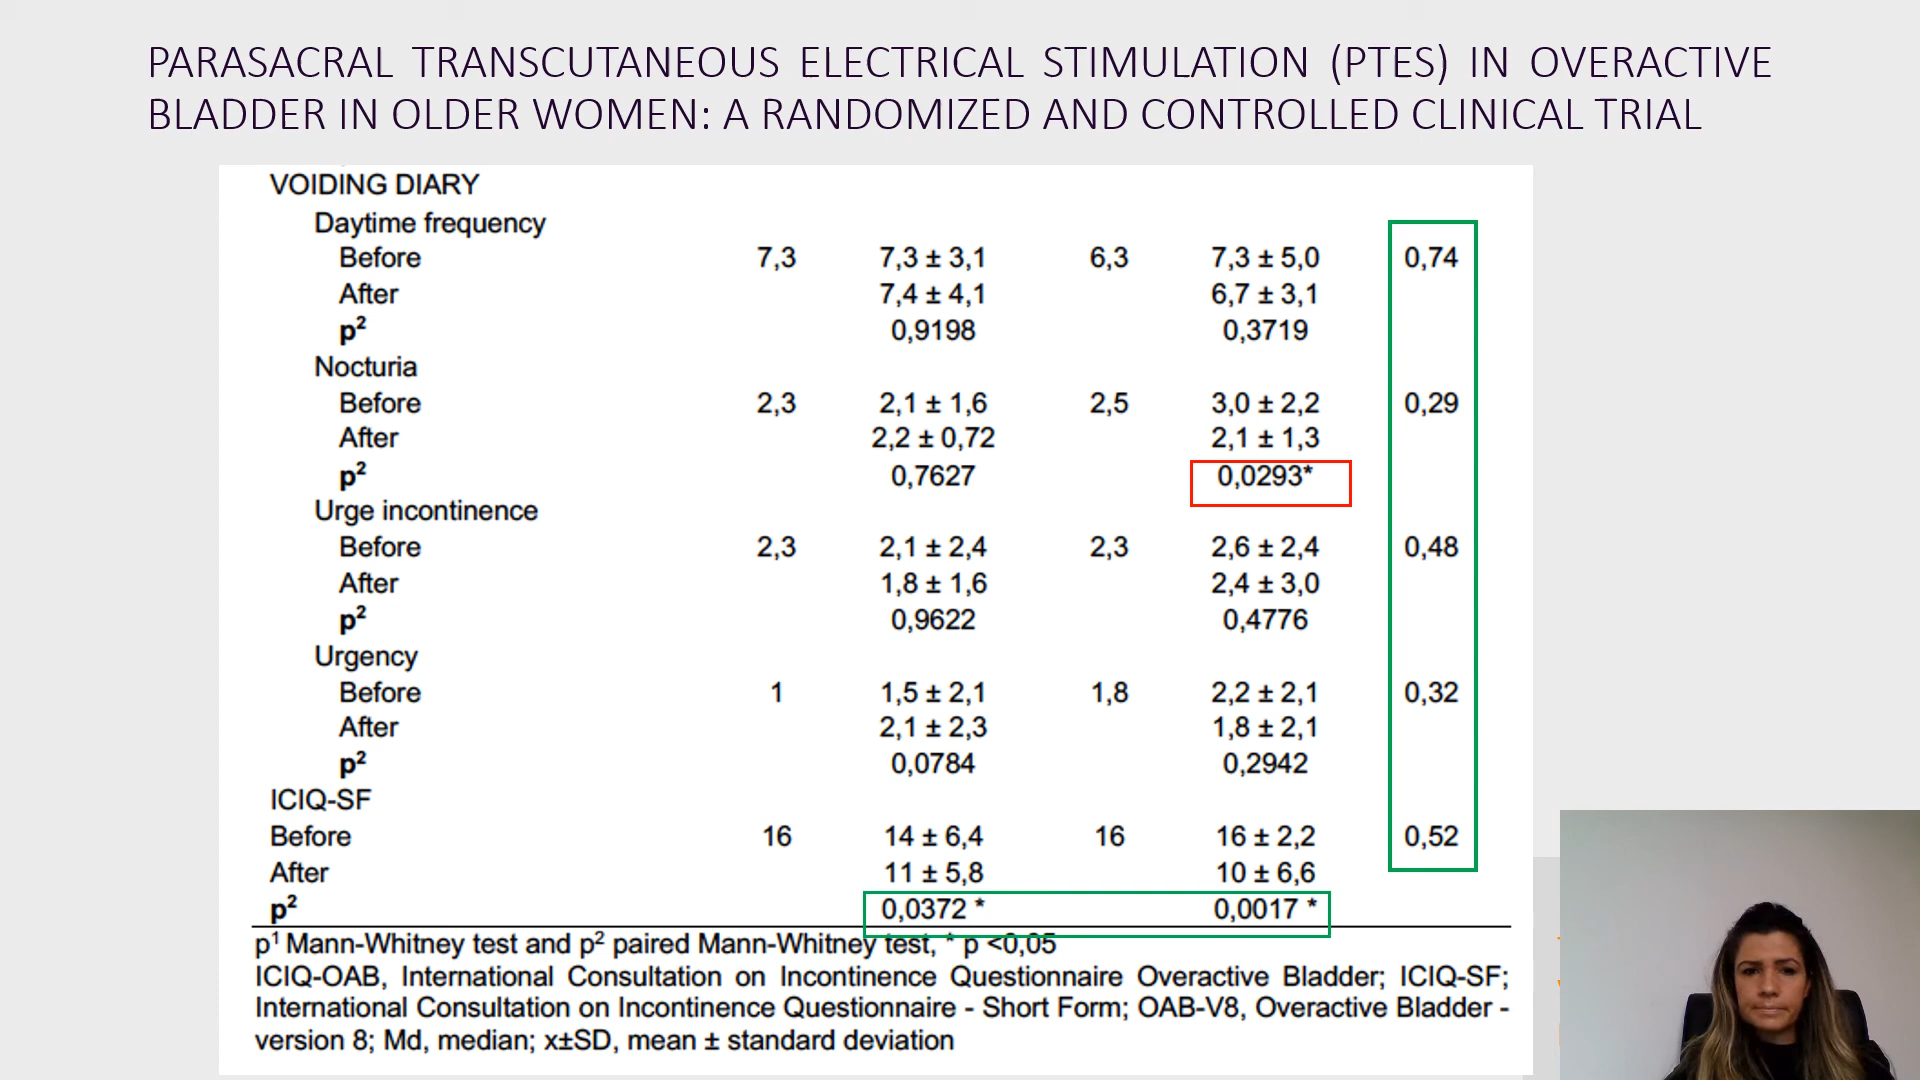 PARASACRAL TRANSCUTANEOUS ELECTRICAL STIMULATION (PTES) IN OVERACTIVE
BLADDER IN OLDER WOMEN: A RANDOMIZED AND CONTROLLED CLINICAL TRIAL
VOIDING DIARY
Daytime frequency
Before 7,3 7,3 ± 3,1 6,3 7,3 ± 5,0 0,74
After 7,4 ± 4,1 6,7 ± 3,1
p² 0,9198 0,3719
Nocturia
Before 2,3 2,1 ± 1,6 2,5 3,0 ± 2,2 0,29
After 2,2 ± 0,72 2,1 ± 1,3
p² 0,7627 0,0293*
Urge incontinence
Before 2,3 2,1 ± 2,4 2,3 2,6 ± 2,4 0,48
After 1,8 ± 1,6 2,4 ± 3,0
p² 0,9622 0,4776
Urgency
Before 1 1,5 ± 2,1 1,8 2,2 ± 2,1 0,32
After 2,1 ± 2,3 1,8 ± 2,1
p² 0,0784 0,2942
ICIQ-SF
Before 16 14 ± 6,4 16 16 ± 2,2 0,52
After 11 ± 5,8 10 ± 6,6
p² 0,0372 * 0,0017 *
p¹ Mann-Whitney test and p² paired Mann-Whitney test, * p <0,05
ICIQ-OAB, International Consultation on Incontinence Questionnaire Overactive Bladder; ICIQ-SF;
International Consultation on Incontinence Questionnaire - Short Form; OAB-V8, Overactive Bladder -
version 8; Md, median; x±SD, mean ± standard deviation